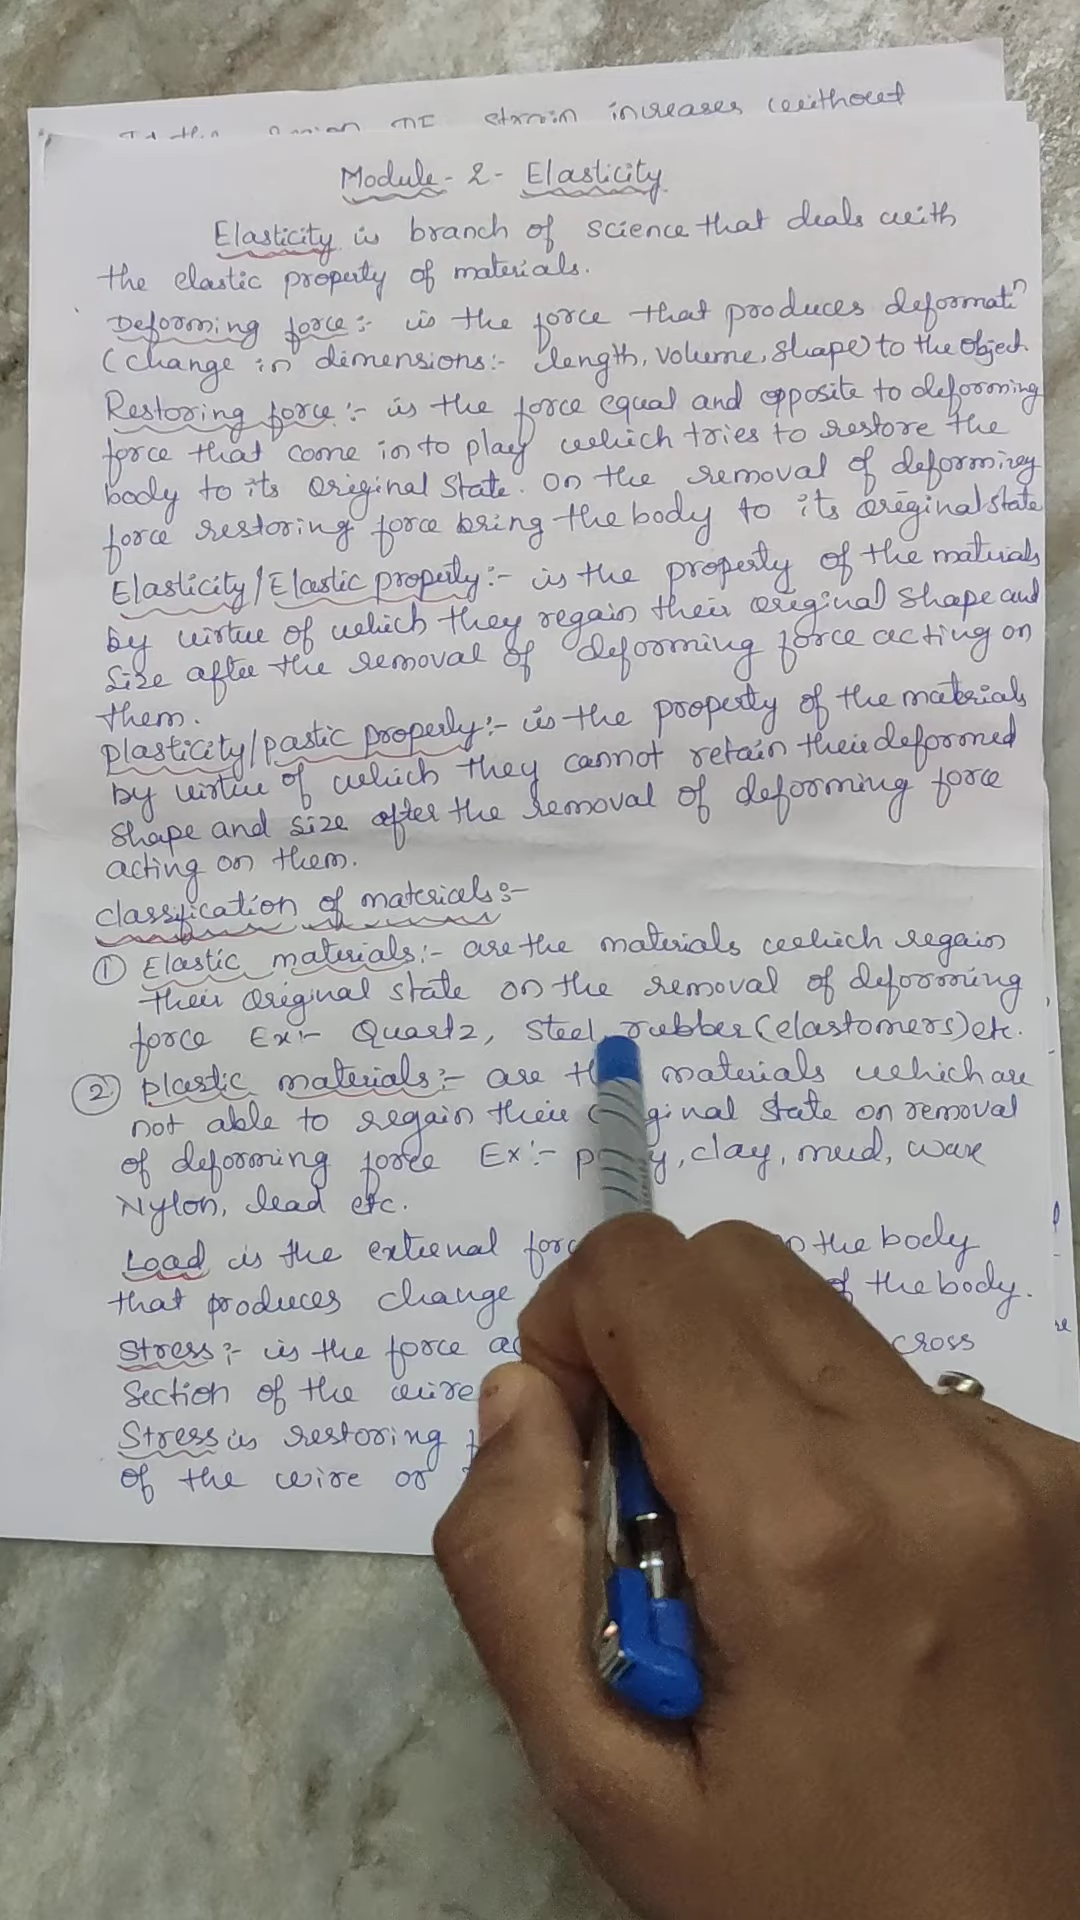 strain increases without
Module - 2 - Elasticity
Elasticity is branch of science that deals with
the elastic property of materials.
Deforming force:- is the force that produces deformatiⁿ
(change in dimensions:- length, volume, shape) to the object.
Restoring force:- is the force equal and opposite to deforming
force that come in to play which tries to restore the
body to its original state. On the removal of deforming
force restoring force bring the body to its original state
Elasticity/Elastic property:- is the property of the materials
by virtue of which they regain their original shape and
size after the removal of deforming force acting on
them.
Plasticity/pastic property:- is the property of the materials
by virtue of which they cannot retain their deformed
shape and size after the removal of deforming force
acting on them.
classification of materials:-
① Elastic materials:- are the materials which regain
their original state on the removal of deforming
force Ex:- Quartz, steel, rubber (elastomers) etc.
② Plastic materials:- are materials which are
not able to regain their state on removal
of deforming force Ex:- , clay, mud, wax
Nylon, lead etc.
Load is the external the body
that produces change of the body.
Stress:- is the force cross
section of the wire
Stress is restoring
of the wire or